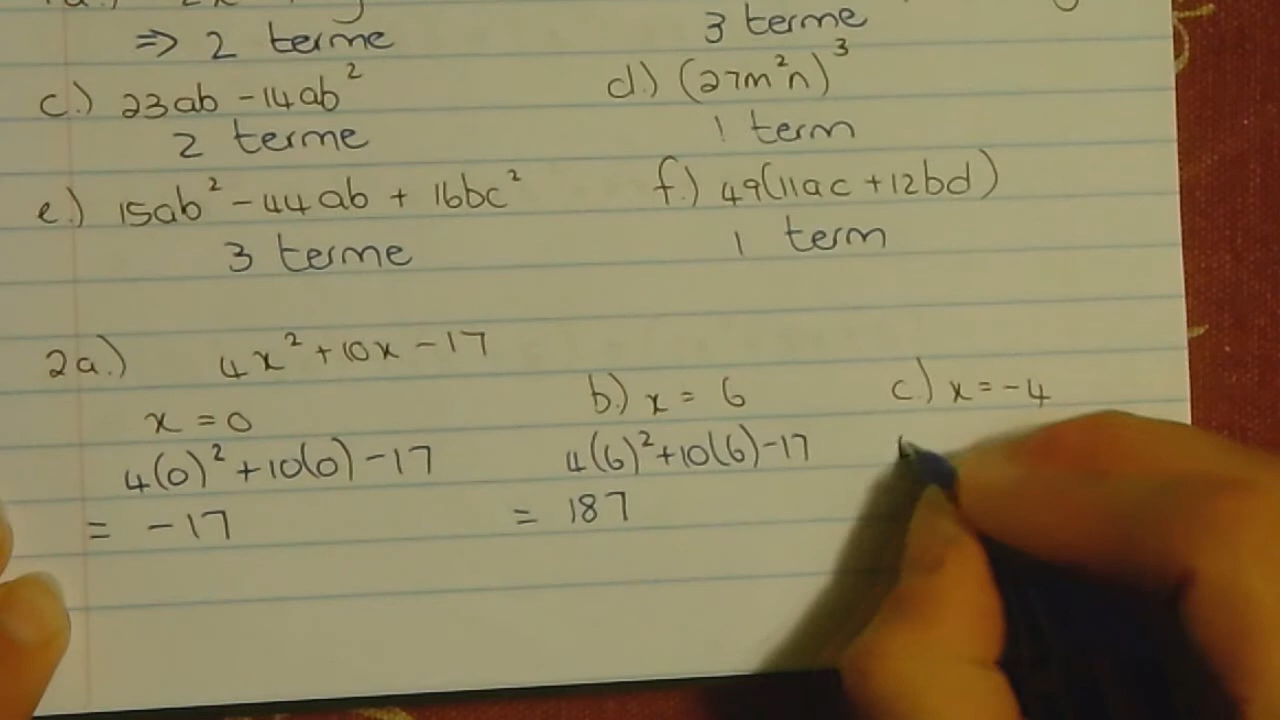 ⇒ 2 terme
3 terme
c.) 23ab - 14ab²
2 terme
d.) (27m²n)³
1 term
e.) 15ab² - 44ab + 16bc²
3 terme
f.) 49(11ac + 12bd)
1 term
2a.) 4x² + 10x - 17
x = 0
4(0)² + 10(0) - 17
= -17
b.) x = 6
4(6)² + 10(6) - 17
= 187
c.) x = -4